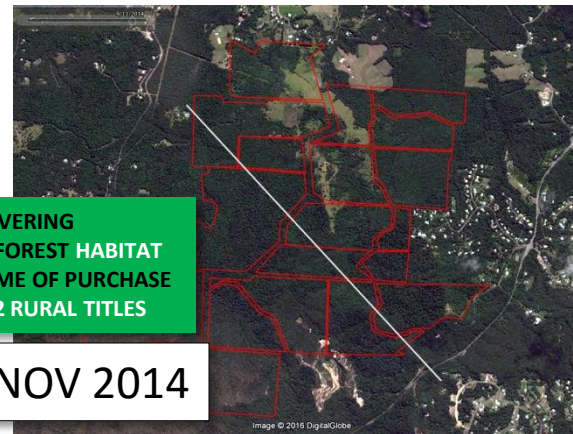 VERING
FOREST HABITAT
ME OF PURCHASE
2 RURAL TITLES
NOV 2014
Image © 2016 DigitalGlobe